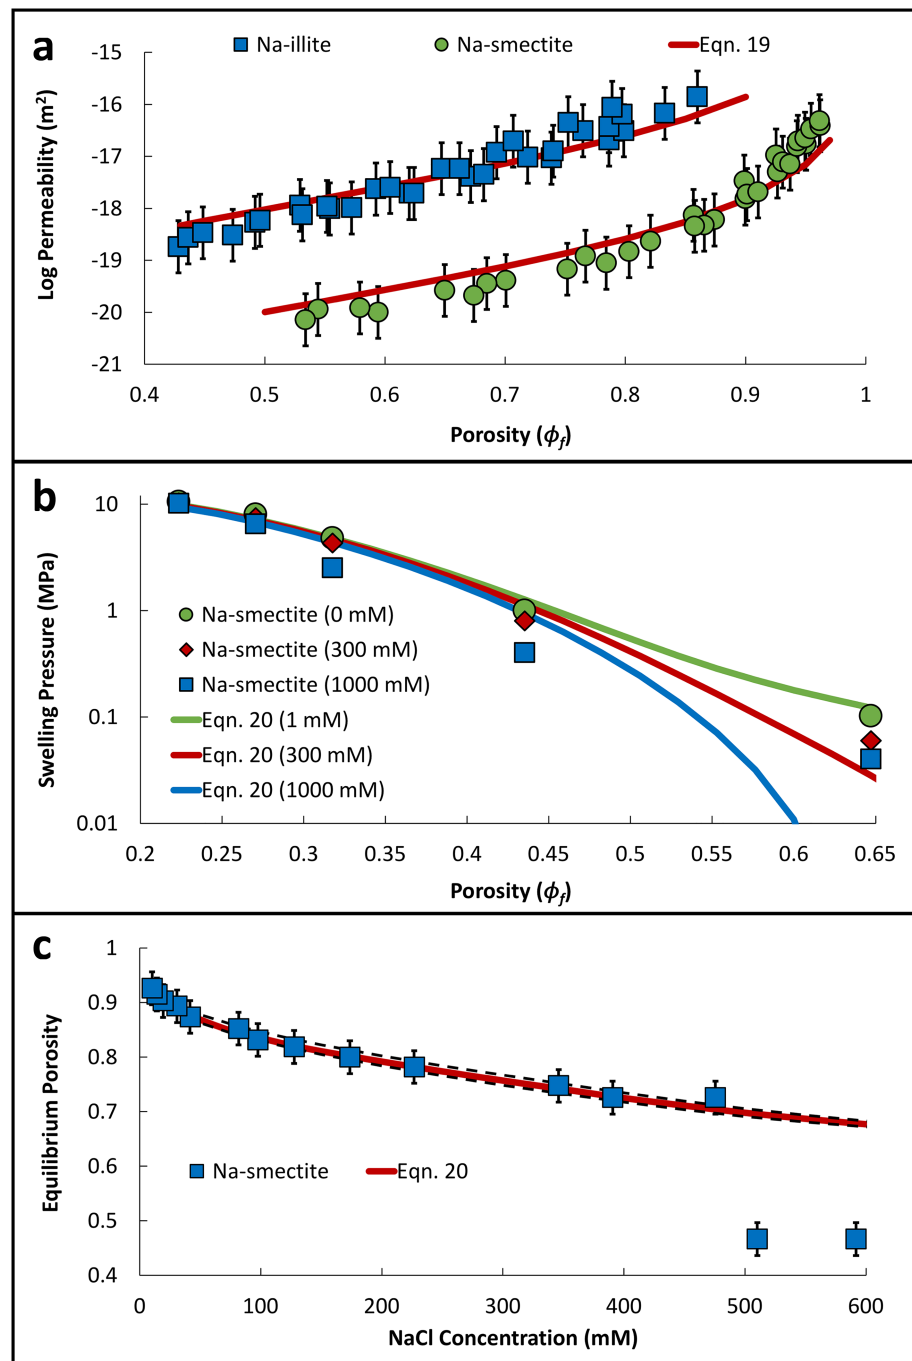 a
Na-illite
Na-smectite
Eqn. 19
-15
-16
-17
-18
-19
-20
-21
Log Permeability (m²)
0.4 0.5 0.6 0.7 0.8 0.9 1
Porosity (ϕf)
b
10
1
0.1
0.01
Swelling Pressure (MPa)
Na-smectite (0 mM)
Na-smectite (300 mM)
Na-smectite (1000 mM)
Eqn. 20 (1 mM)
Eqn. 20 (300 mM)
Eqn. 20 (1000 mM)
0.2 0.25 0.3 0.35 0.4 0.45 0.5 0.55 0.6 0.65
Porosity (ϕf)
c
1
0.9
0.8
0.7
0.6
0.5
0.4
Equilibrium Porosity
Na-smectite
Eqn. 20
0 100 200 300 400 500 600
NaCl Concentration (mM)